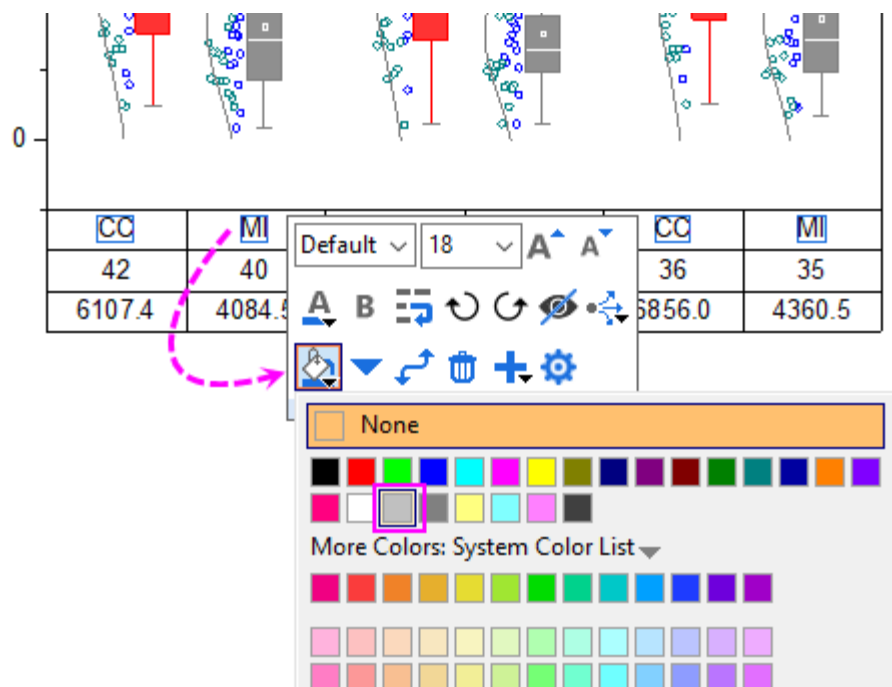 0
CC MI CC MI
42 40 36 35
6107.4 4084.5 6856.0 4360.5
Default 18 A A
A B
None
More Colors: System Color List